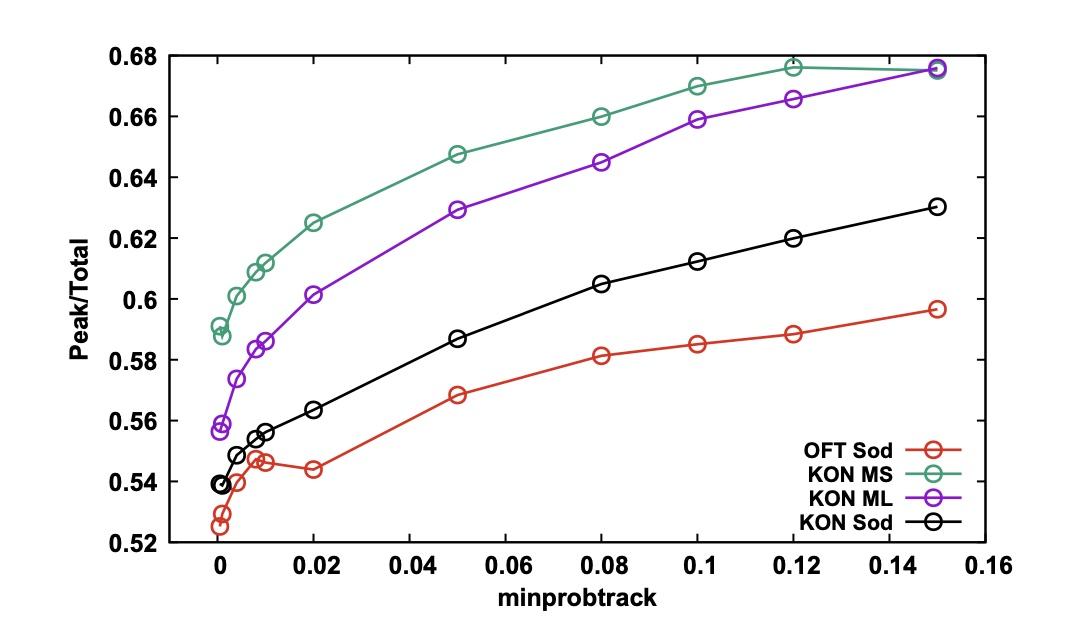 0.68
0.66
0.64
0.62
0.6
0.58
0.56
0.54
0.52
Peak/Total
OFT Sod
KON MS
KON ML
KON Sod
0 0.02 0.04 0.06 0.08 0.1 0.12 0.14 0.16
minprobtrack